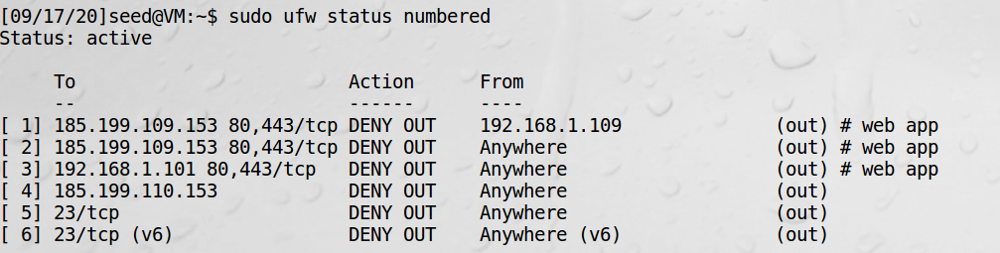 [09/17/20]seed@VM:~$ sudo ufw status numbered
Status: active
To Action From
-- ------ ----
[ 1] 185.199.109.153 80,443/tcp DENY OUT 192.168.1.109 (out) # web app
[ 2] 185.199.109.153 80,443/tcp DENY OUT Anywhere (out) # web app
[ 3] 192.168.1.101 80,443/tcp DENY OUT Anywhere (out) # web app
[ 4] 185.199.110.153 DENY OUT Anywhere (out)
[ 5] 23/tcp DENY OUT Anywhere (out)
[ 6] 23/tcp (v6) DENY OUT Anywhere (v6) (out)